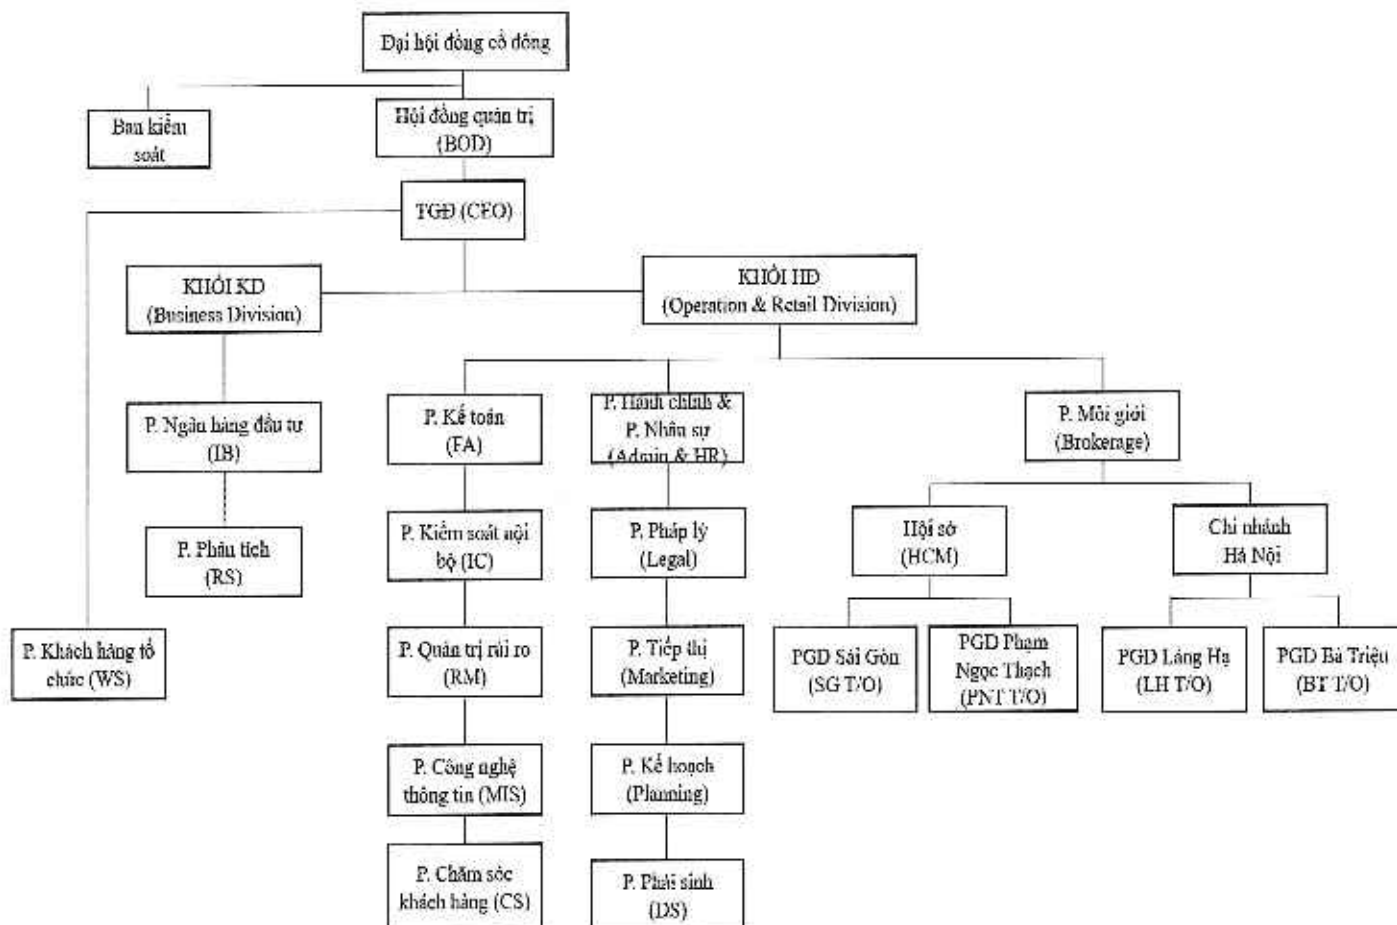 Đại hội đồng cổ đông
Ban kiểm
soát
Hội đồng quản trị
(BOD)
TGĐ (CEO)
KHỐI KD
(Business Division)
KHỐI HĐ
(Operation & Retail Division)
P. Ngân hàng đầu tư
(IB)
P. Kế toán
(FA)
P. Hành chính &
P. Nhân sự
(Admin & HR)
P. Môi giới
(Brokerage)
P. Phân tích
(RS)
P. Kiểm soát nội
bộ (IC)
P. Pháp lý
(Legal)
Hội sở
(HCM)
Chi nhánh
Hà Nội
P. Khách hàng tổ
chức (WS)
P. Quản trị rủi ro
(RM)
P. Tiếp thị
(Marketing)
PGD Sài Gòn
(SG T/O)
PGD Phạm
Ngọc Thạch
(PNT T/O)
PGD Láng Hạ
(LH T/O)
PGD Bà Triệu
(BT T/O)
P. Công nghệ
thông tin (MIS)
P. Kế hoạch
(Planning)
P. Chăm sóc
khách hàng (CS)
P. Phái sinh
(DS)